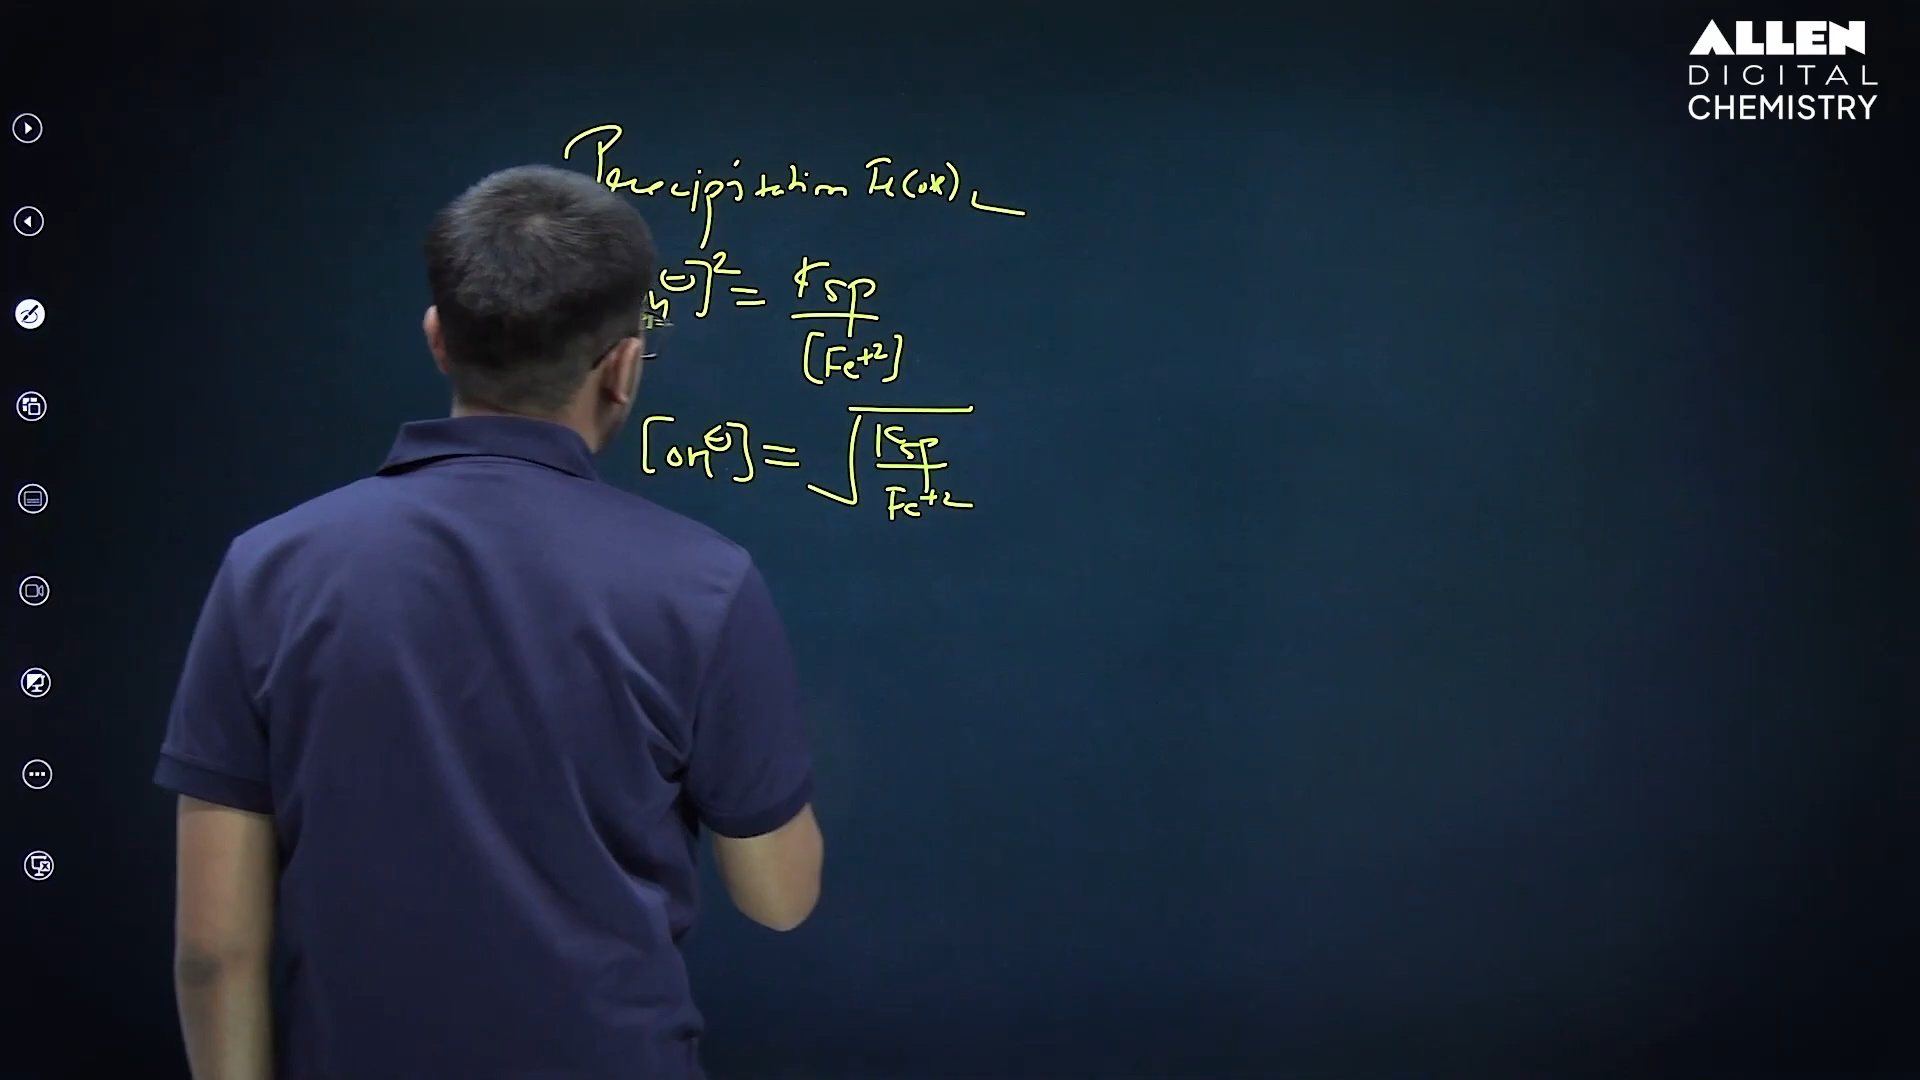 ALLEN
DIGITAL
CHEMISTRY
Precipitation Fe(OH)2
]² = Ksp / [Fe+2]
[OH⊖] = √(Ksp / Fe+2)